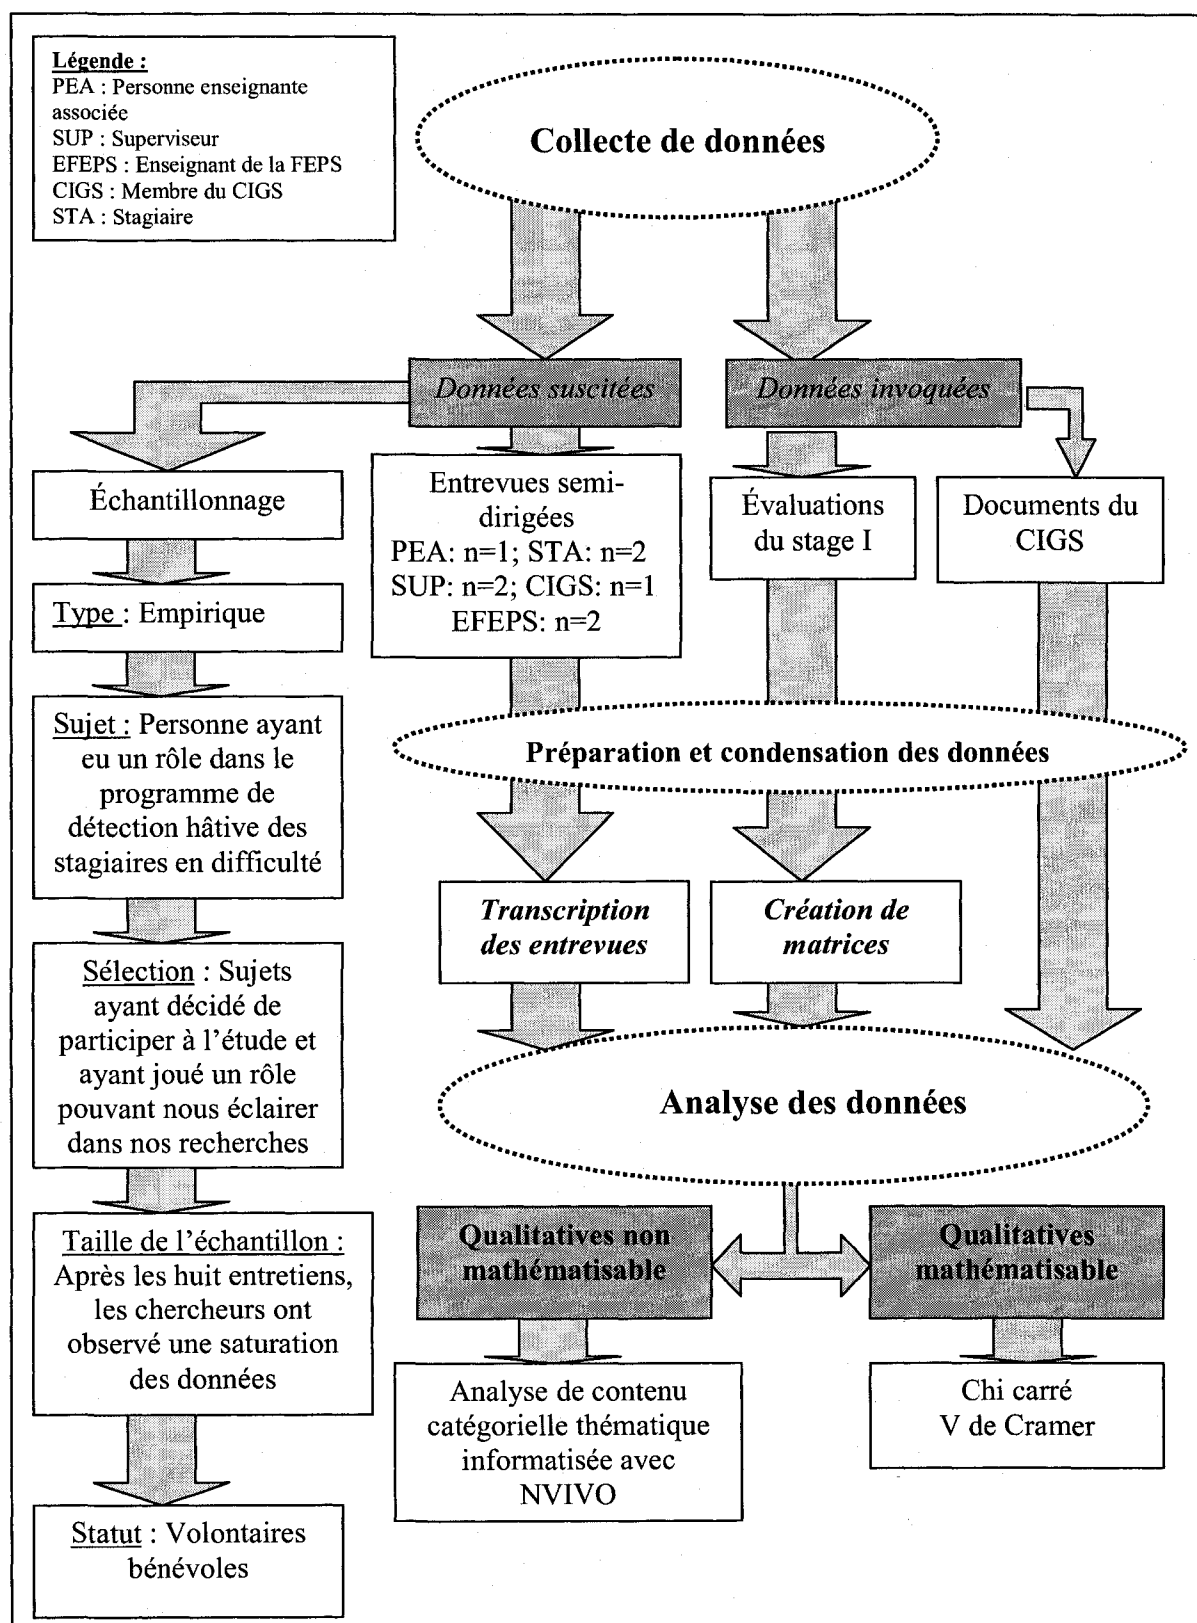 Légende :
PEA : Personne enseignante
associée
SUP : Superviseur
EFEPS : Enseignant de la FEPS
CIGS : Membre du CIGS
STA : Stagiaire
Collecte de données
Données suscitées
Données invoquées
Échantillonnage
Type : Empirique
Sujet : Personne ayant
eu un rôle dans le
programme de
détection hâtive des
stagiaires en difficulté
Sélection : Sujets
ayant décidé de
participer à l’étude et
ayant joué un rôle
pouvant nous éclairer
dans nos recherches
Taille de l’échantillon :
Après les huit entretiens,
les chercheurs ont
observé une saturation
des données
Statut : Volontaires
bénévoles
Entrevues semi-
dirigées
PEA: n=1; STA: n=2
SUP: n=2; CIGS: n=1
EFEPS: n=2
Évaluations
du stage I
Documents du
CIGS
Préparation et condensation des données
Transcription
des entrevues
Création de
matrices
Analyse des données
Qualitatives non
mathématisable
Qualitatives
mathématisable
Analyse de contenu
catégorielle thématique
informatisée avec
NVIVO
Chi carré
V de Cramer